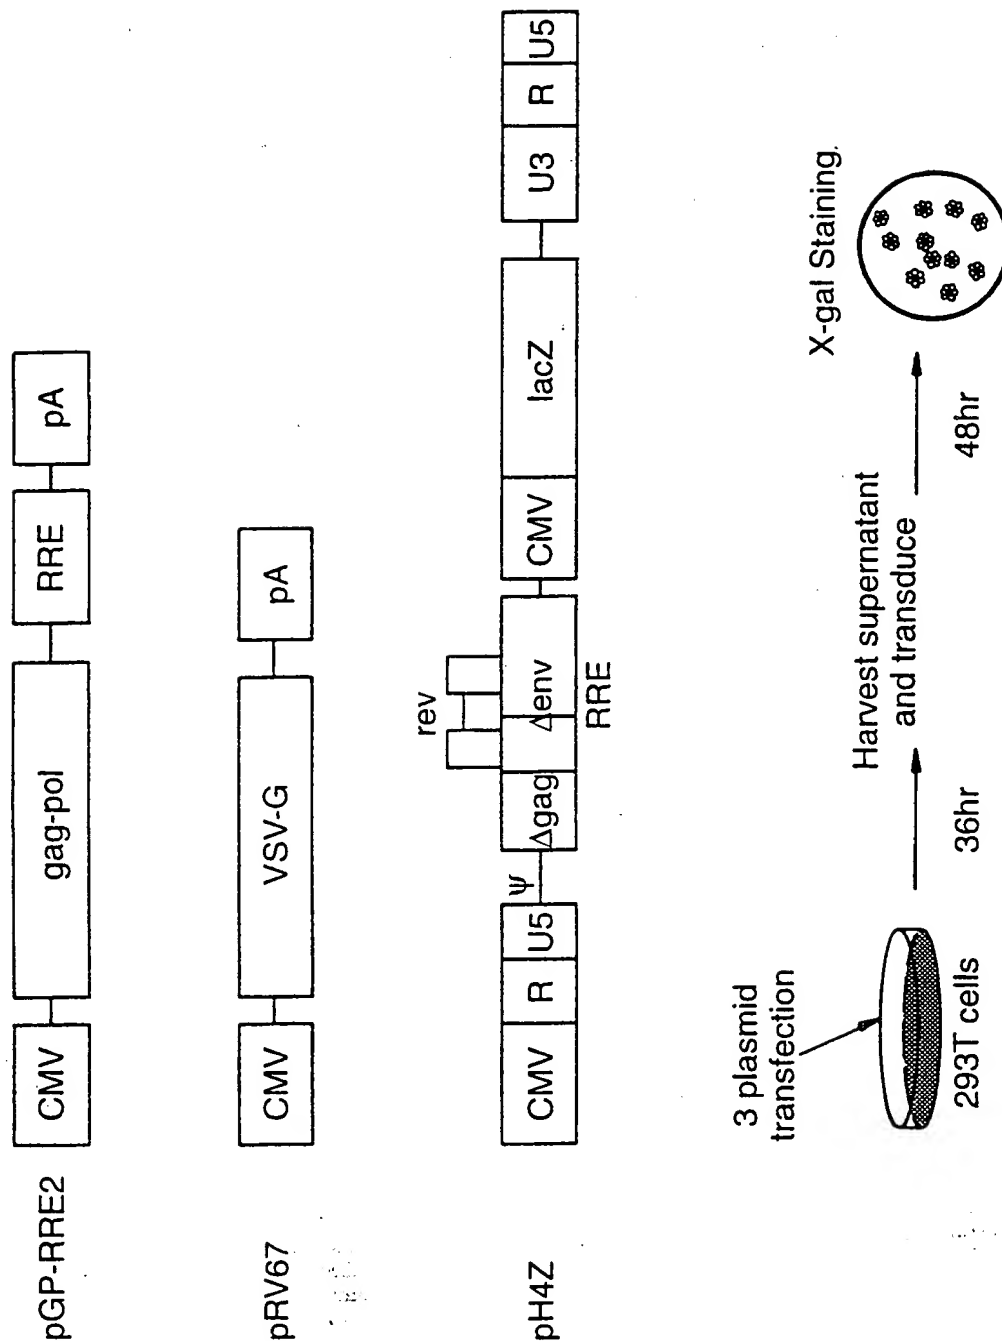 pGP-RRE2
CMV
gag-pol
RRE
pA
pRV67
CMV
VSV-G
pA
pH4Z
CMV
R
U5
ψ
Δgag
rev
Δenv
RRE
CMV
lacZ
U3
R
U5
3 plasmid
transfection
293T cells
36hr
Harvest supernatant
and transduce
48hr
X-gal Staining.